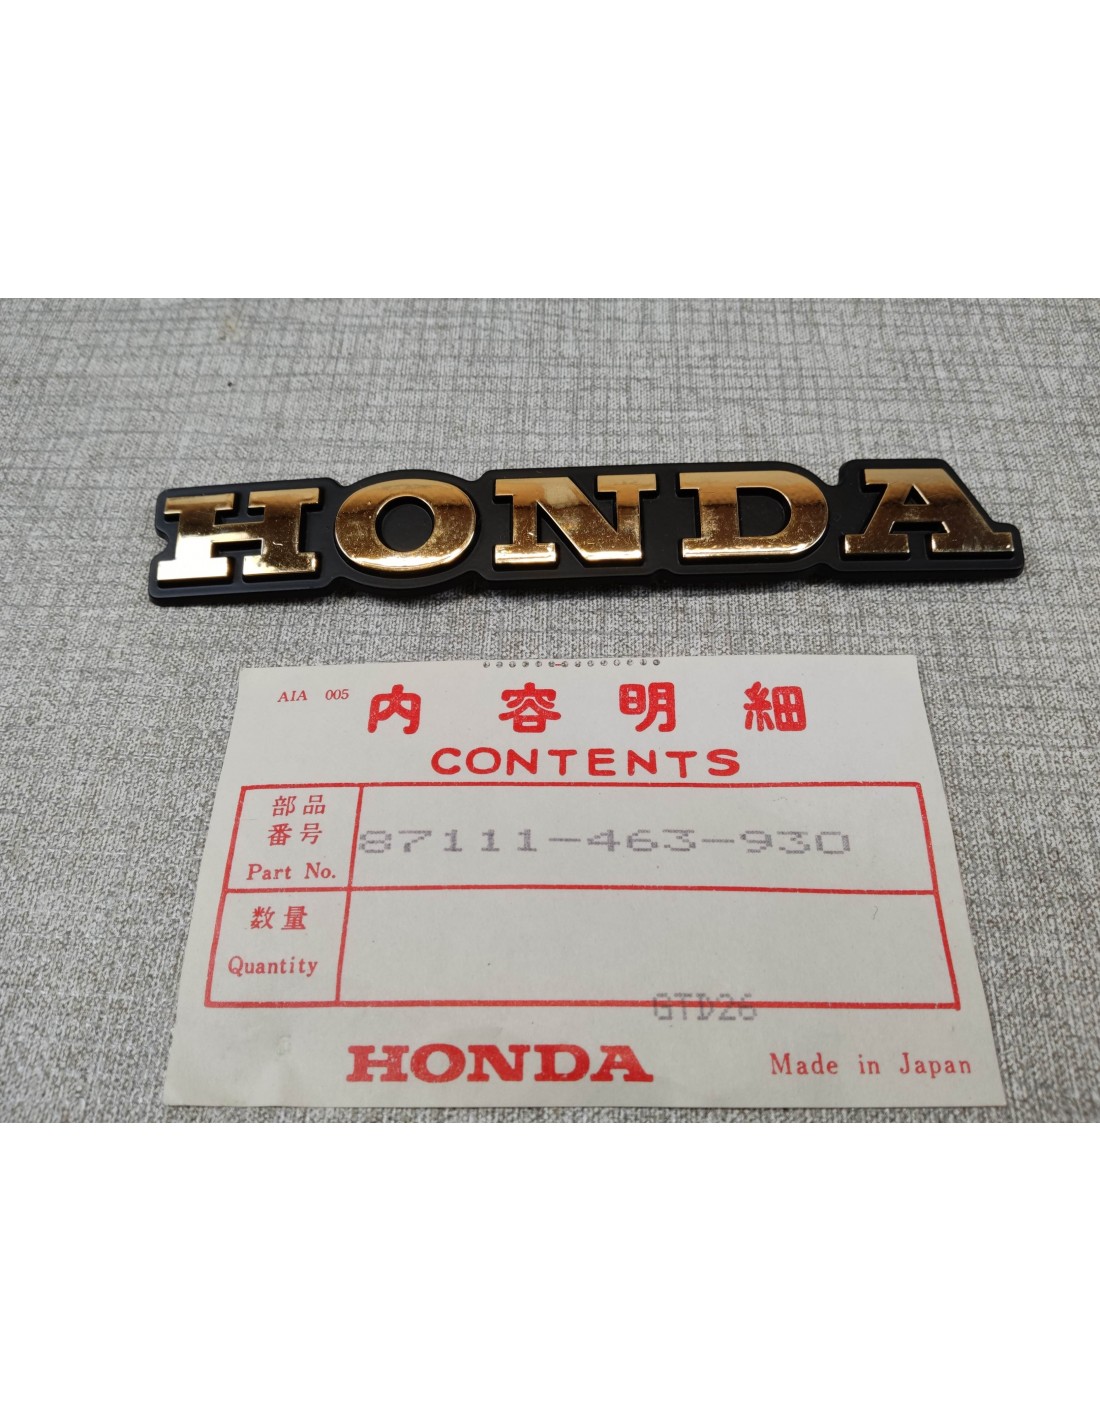 HONDA
AIA 005
内容明細
CONTENTS
部品
番号
Part No.
87111-463-930
数量
Quantity
GTD26
HONDA
Made in Japan